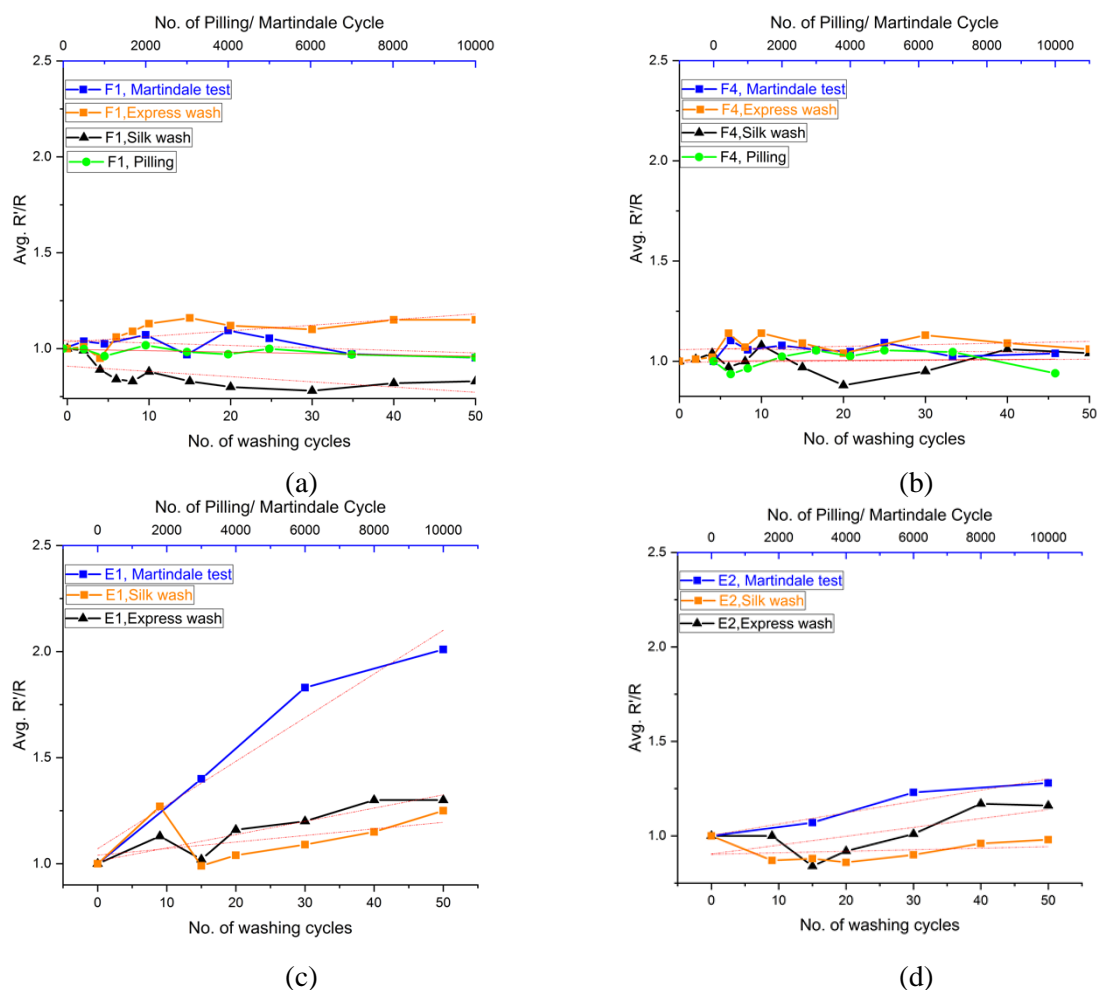 No. of Pilling/ Martindale Cycle
0 2000 4000 6000 8000 10000
2.5
F1, Martindale test
F1,Express wash
F1,Silk wash
F1, Pilling
2.0
1.5
1.0
Avg. R'/R
0 10 20 30 40 50
No. of washing cycles
(a)
No. of Pilling/ Martindale Cycle
0 2000 4000 6000 8000 10000
2.5
F4, Martindale test
F4,Express wash
F4,Silk wash
F4, Pilling
2.0
1.5
1.0
Avg. R'/R
0 10 20 30 40 50
No. of washing cycles
(b)
No. of Pilling/ Martindale Cycle
0 2000 4000 6000 8000 10000
2.5
E1, Martindale test
E1,Silk wash
E1,Express wash
2.0
1.5
1.0
Avg. R'/R
0 10 20 30 40 50
No. of washing cycles
(c)
No. of Pilling/ Martindale Cycle
0 2000 4000 6000 8000 10000
2.5
E2, Martindale test
E2,Silk wash
E2,Express wash
2.0
1.5
1.0
Avg. R'/R
0 10 20 30 40 50
No. of washing cycles
(d)